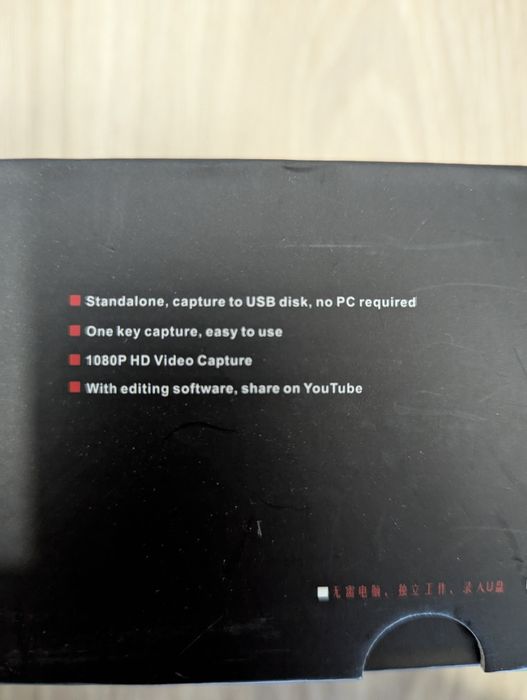 Standalone, capture to USB disk, no PC required
One key capture, easy to use
1080P HD Video Capture
With editing software, share on YouTube
无需电脑、独立工作、录入U盘